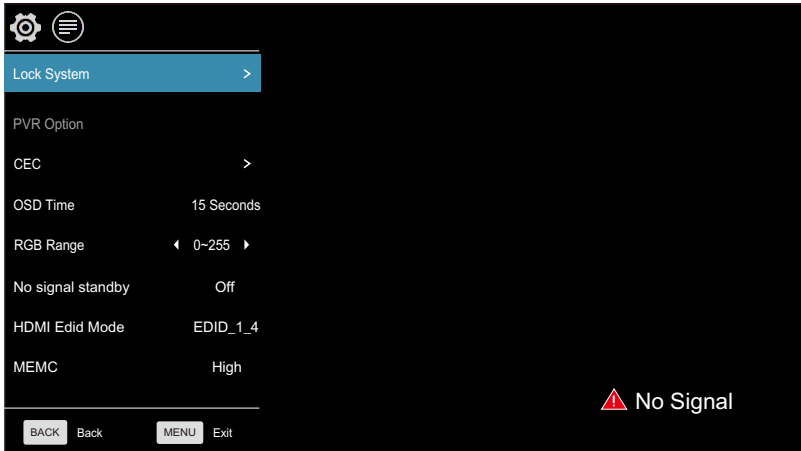 Lock System >
PVR Option
CEC >
OSD Time 15 Seconds
RGB Range 0~255
No signal standby Off
HDMI Edid Mode EDID_1_4
MEMC High
No Signal
BACK Back MENU Exit